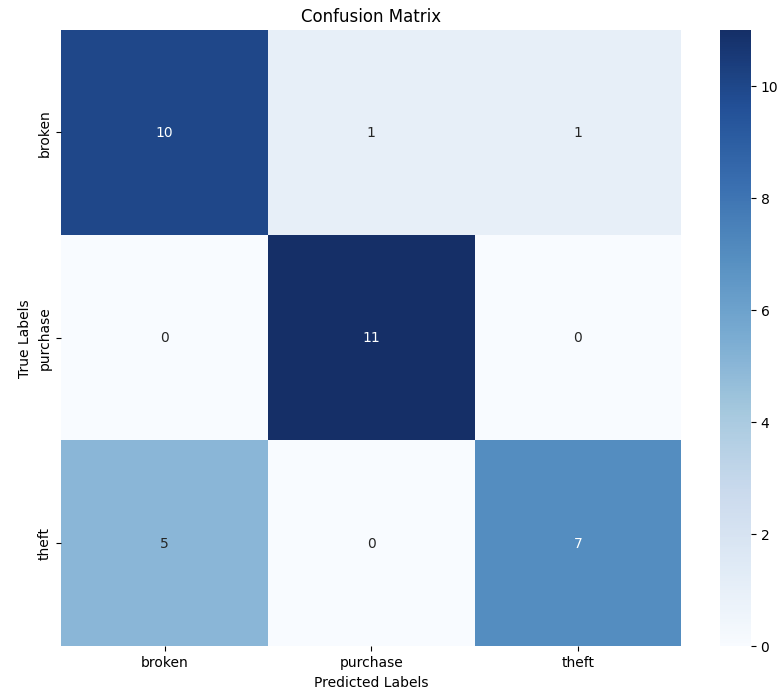 Confusion Matrix
broken
10
1
1
True Labels
purchase
0
11
0
theft
5
0
7
broken
purchase
theft
Predicted Labels
10
8
6
4
2
0